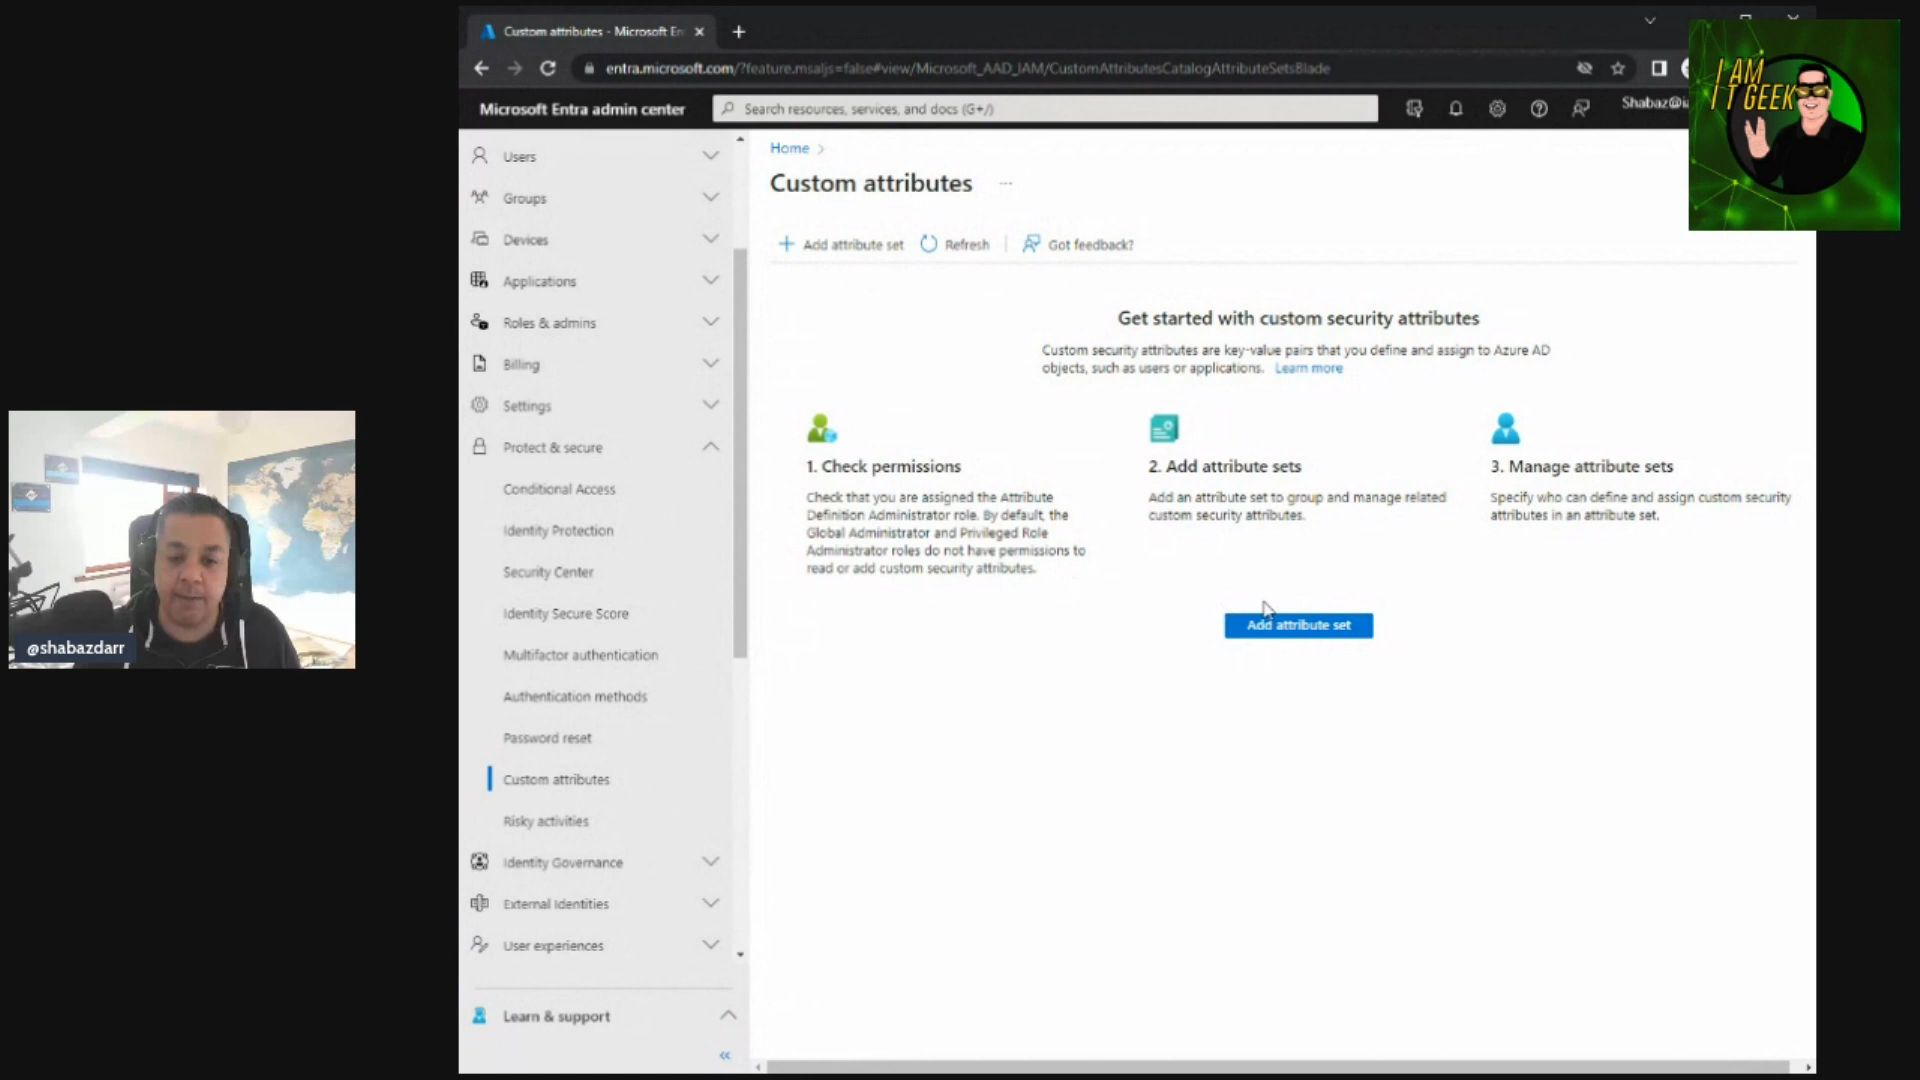 Custom attributes - Microsoft En
entra.microsoft.com/?feature.msaljs=false#view/Microsoft_AAD_IAM/CustomAttributesCatalogAttributeSetsBlade
Microsoft Entra admin center
Search resources, services, and docs (G+/)
Shabaz@ia
I AM
I T GEEK
Users
Groups
Devices
Applications
Roles & admins
Billing
Settings
Protect & secure
Conditional Access
Identity Protection
Security Center
Identity Secure Score
Multifactor authentication
Authentication methods
Password reset
Custom attributes
Risky activities
Identity Governance
External Identities
User experiences
Learn & support
Home
Custom attributes
Add attribute set
Refresh
Got feedback?
Get started with custom security attributes
Custom security attributes are key-value pairs that you define and assign to Azure AD
objects, such as users or applications. Learn more
1. Check permissions
Check that you are assigned the Attribute
Definition Administrator role. By default, the
Global Administrator and Privileged Role
Administrator roles do not have permissions to
read or add custom security attributes.
2. Add attribute sets
Add an attribute set to group and manage related
custom security attributes.
3. Manage attribute sets
Specify who can define and assign custom security
attributes in an attribute set.
Add attribute set
@shabazdarr